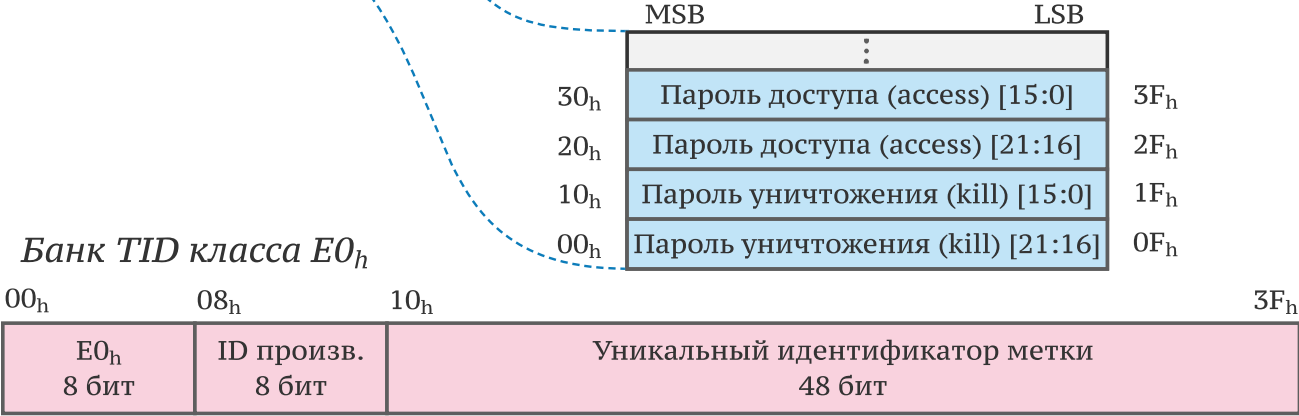 MSB LSB
⋮
30h Пароль доступа (access) [15:0] 3Fh
20h Пароль доступа (access) [21:16] 2Fh
10h Пароль уничтожения (kill) [15:0] 1Fh
00h Пароль уничтожения (kill) [21:16] 0Fh
Банк TID класса E0h
00h 08h 10h 3Fh
E0h ID произв. Уникальный идентификатор метки
8 бит 8 бит 48 бит